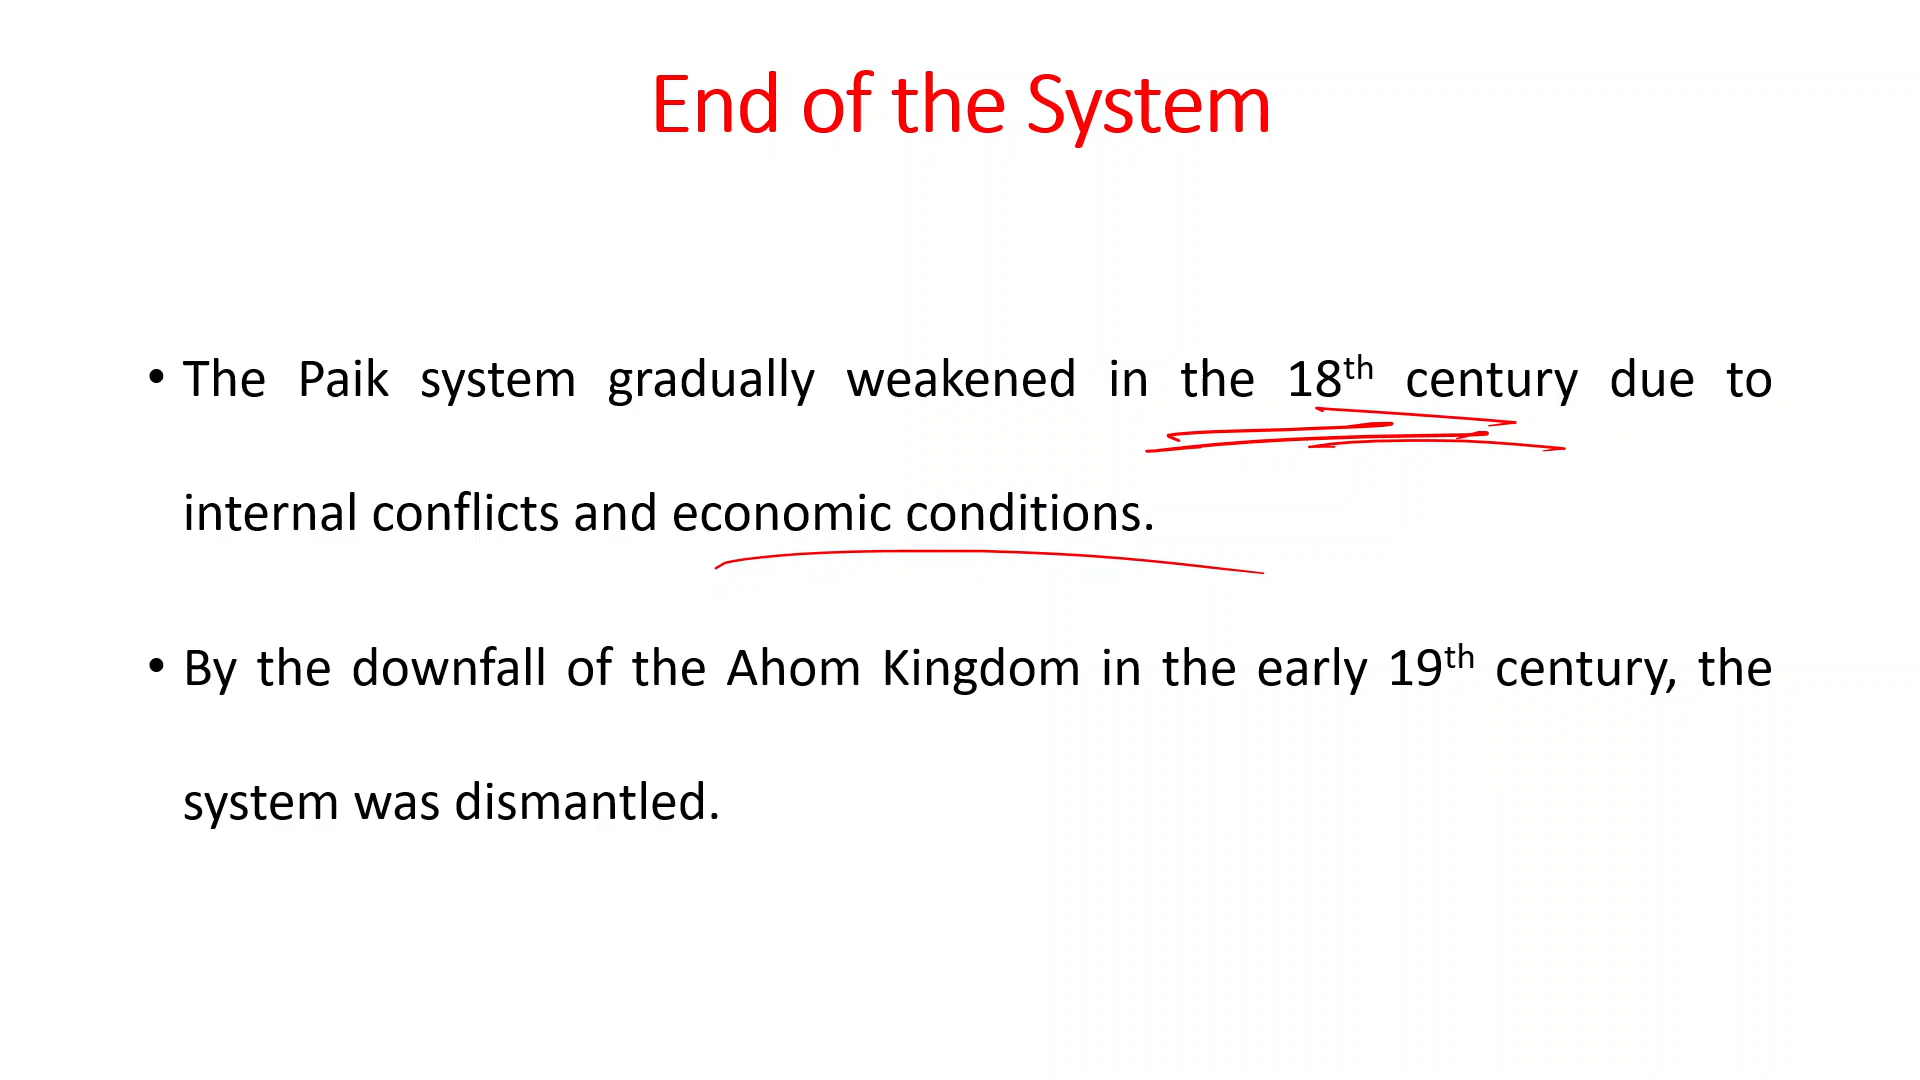 End of the System
• The Paik system gradually weakened in the 18th century due to
internal conflicts and economic conditions.
• By the downfall of the Ahom Kingdom in the early 19th century, the
system was dismantled.